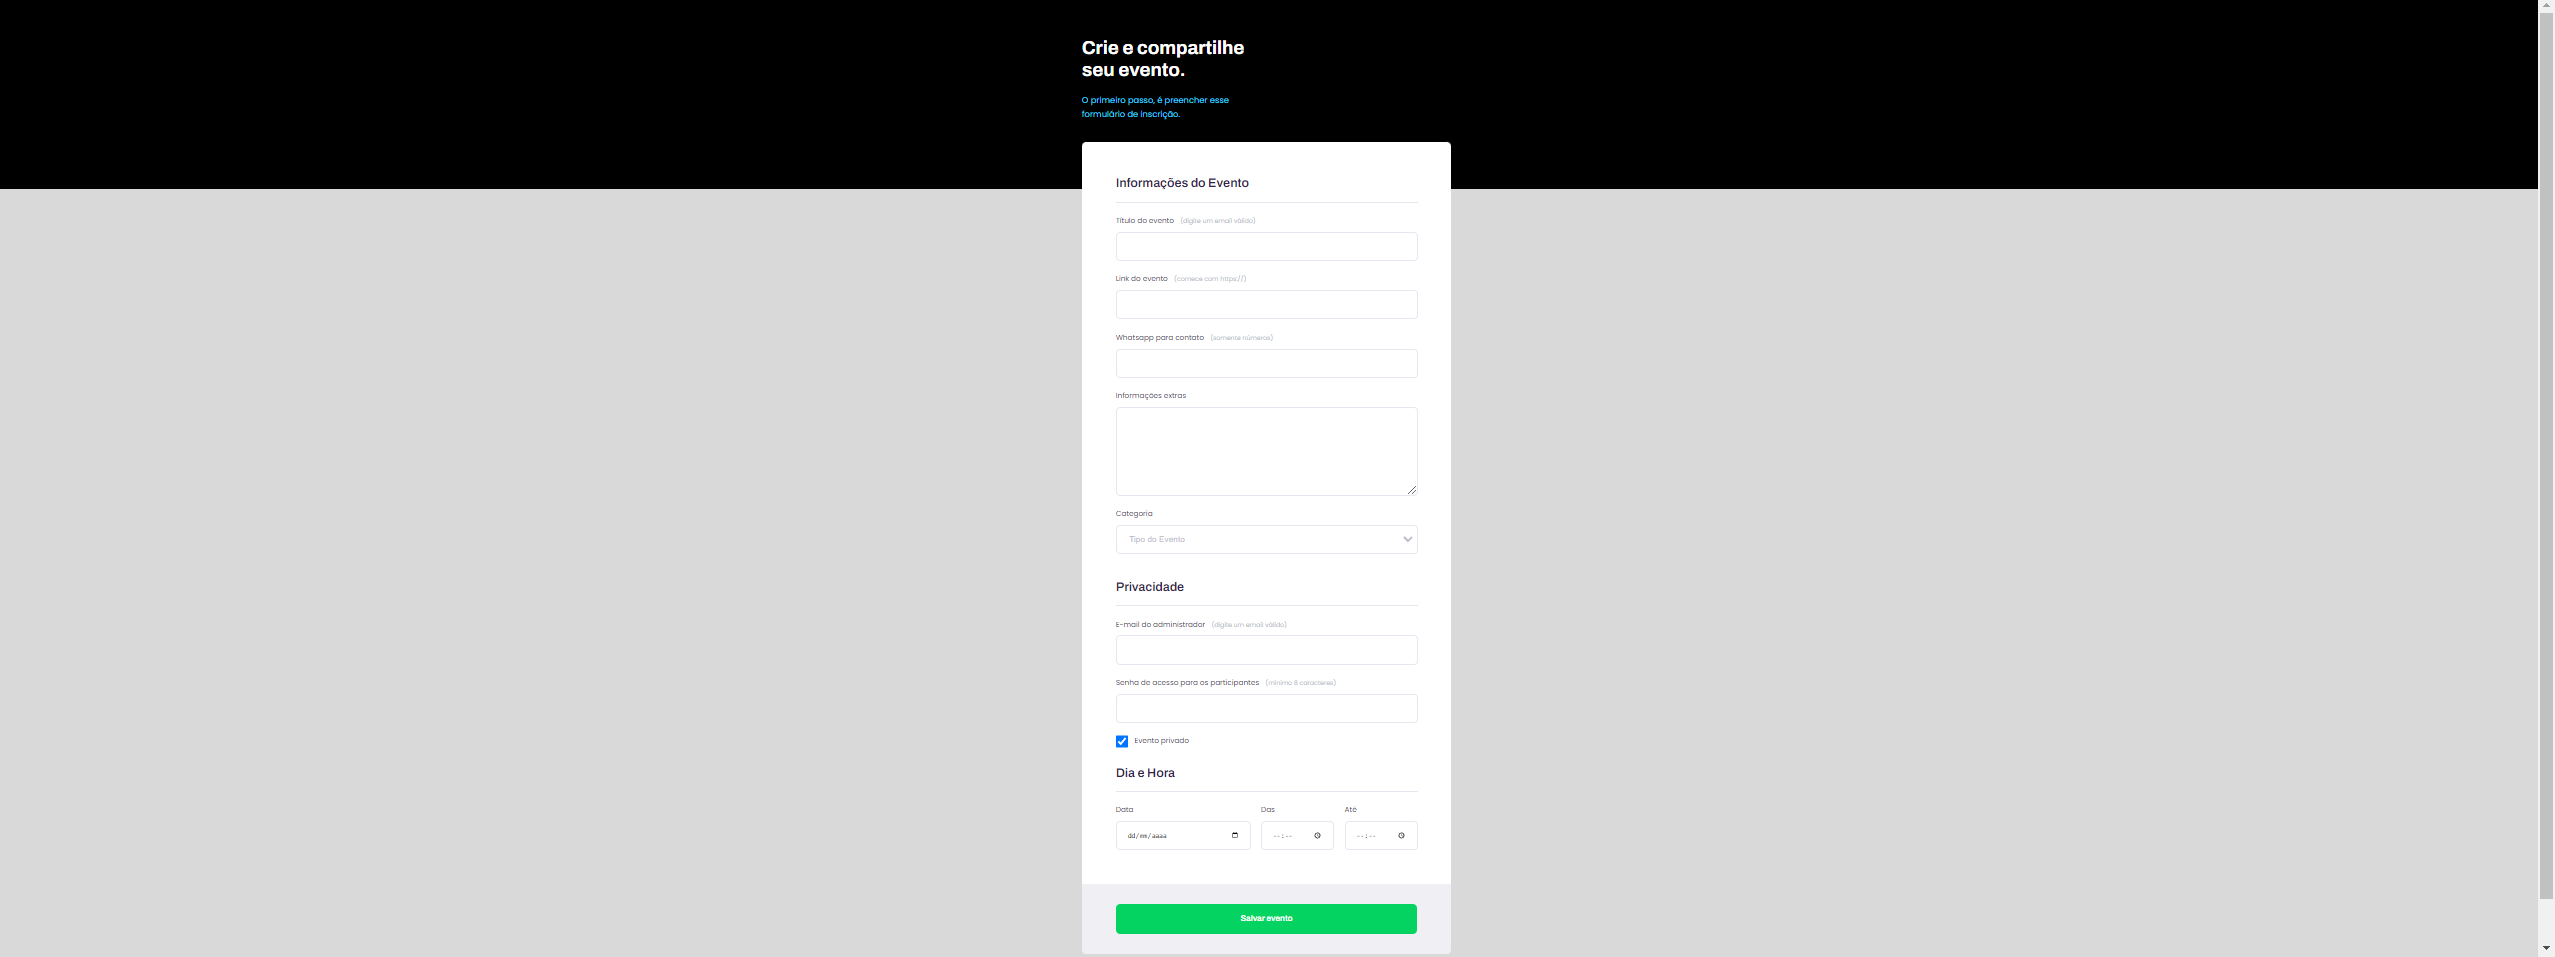 Crie e compartilhe
seu evento.
O primeiro passo, é preencher esse
formulário de inscrição.
Informações do Evento
Título do evento (digite um email válido)
Link do evento (comece com https://)
Whatsapp para contato (somente números)
Informações extras
Categoria
Tipo do Evento
Privacidade
E-mail do administrador (digite um email válido)
Senha de acesso para os participantes (mínimo 6 caracteres)
Evento privado
Dia e Hora
Data Das Até
dd/mm/aaaa --:-- --:--
Salvar evento